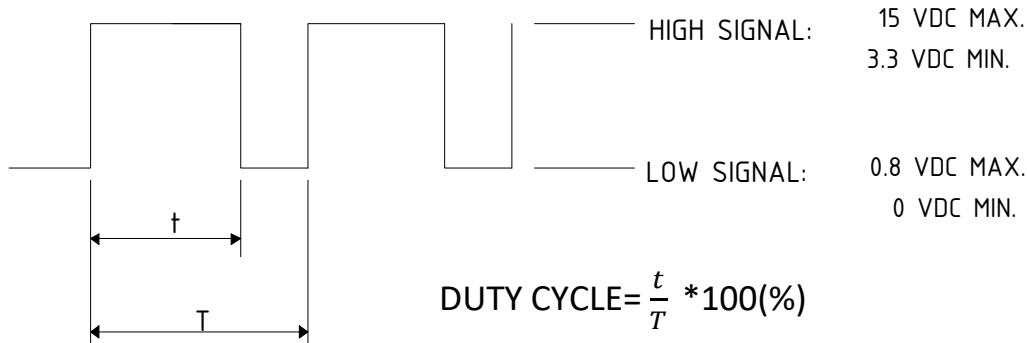 HIGH SIGNAL: 15 VDC MAX.
3.3 VDC MIN.
LOW SIGNAL: 0.8 VDC MAX.
0 VDC MIN.
t
T
DUTY CYCLE= t/T *100(%)